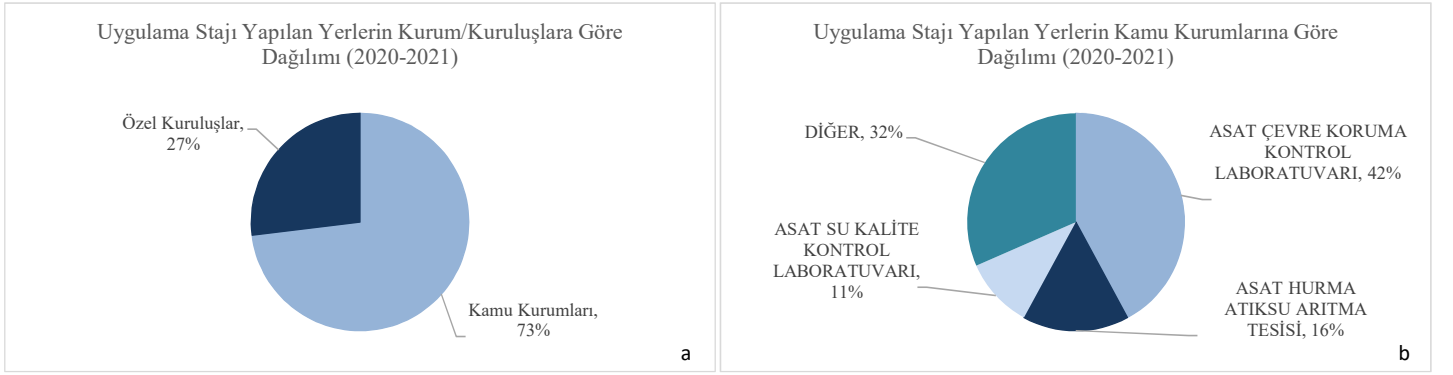 Uygulama Stajı Yapılan Yerlerin Kurum/Kuruluşlara Göre
Dağılımı (2020-2021)
Özel Kuruluşlar,
27%
Kamu Kurumları,
73%
a
Uygulama Stajı Yapılan Yerlerin Kamu Kurumlarına Göre
Dağılımı (2020-2021)
DİĞER, 32%
ASAT ÇEVRE KORUMA
KONTROL
LABORATUVARI, 42%
ASAT SU KALİTE
KONTROL
LABORATUVARI,
11%
ASAT HURMA
ATIKSU ARITMA
TESİSİ, 16%
b